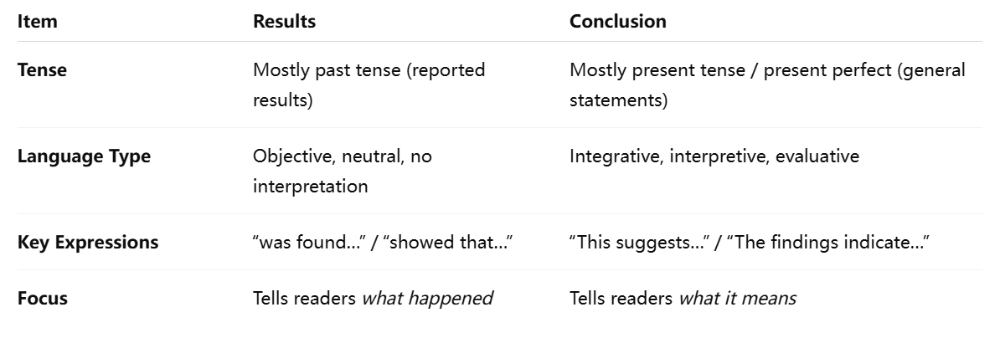 Item Results Conclusion
Tense Mostly past tense (reported Mostly present tense / present perfect (general
results) statements)
Language Type Objective, neutral, no Integrative, interpretive, evaluative
interpretation
Key Expressions “was found…” / “showed that…” “This suggests…” / “The findings indicate…”
Focus Tells readers what happened Tells readers what it means